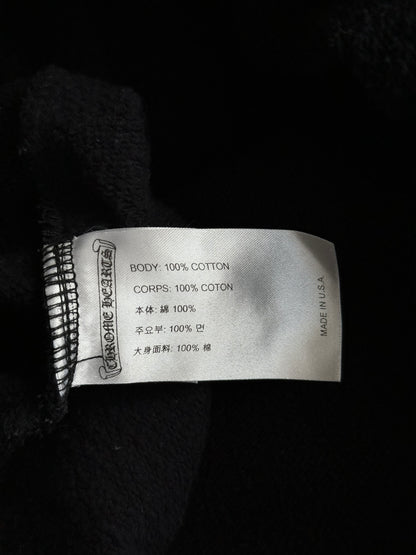 CHROME HEARTS
BODY: 100% COTTON
CORPS: 100% COTON
本体: 綿 100%
주요부: 100% 면
大身面料: 100% 棉
MADE IN U.S.A.